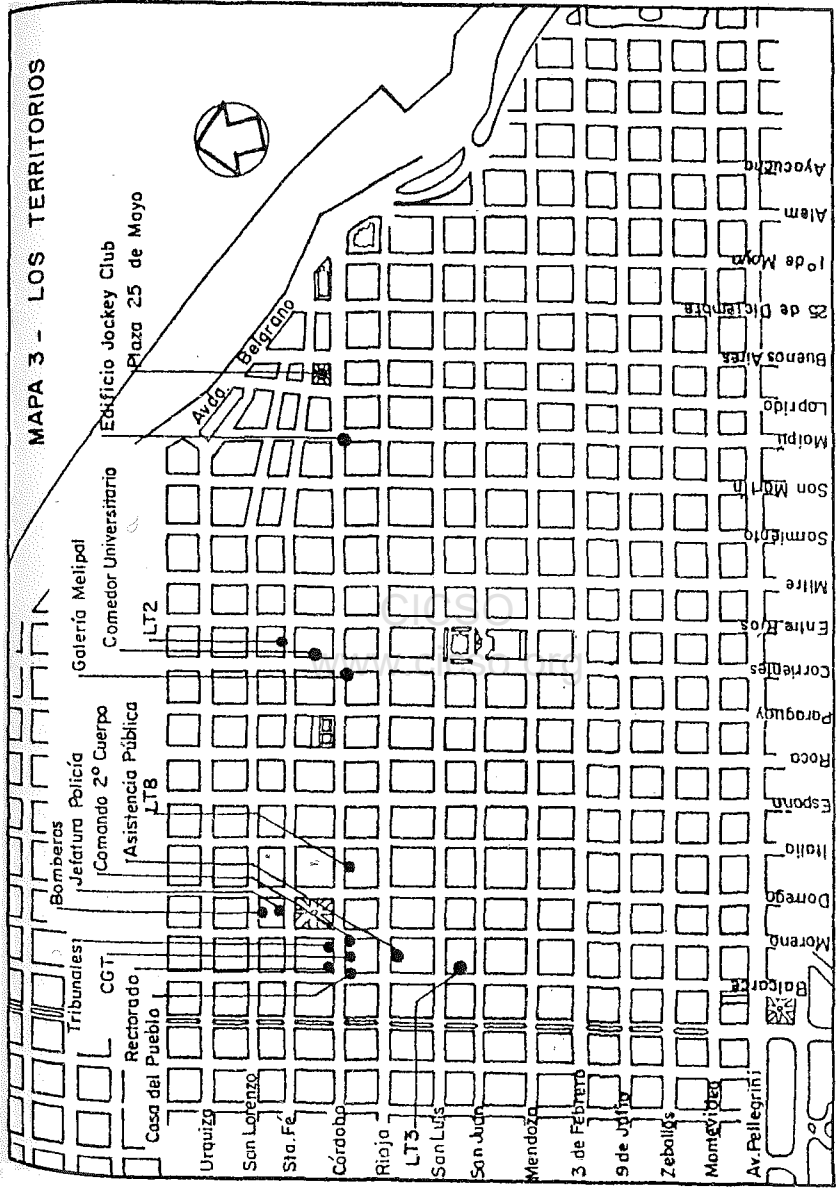 MAPA 3 - LOS TERRITORIOS
Tribunales
CGT
Rectorado
Casa del Pueblo
Bomberos
Jefatura Policía
Comando 2º Cuerpo
Asistencia Pública
LT8
Galería Melipal
Comedor Universitario
LT2
Edificio Jockey Club
Plaza 25 de Mayo
Avda. Belgrano
Urquiza
San Lorenzo
Sta. Fé
Córdoba
Rioja
LT3
San Luis
San Juan
Mendoza
3 de Febrero
9 de Julio
Zeballos
Montevideo
Av. Pellegrini
Balcarce
Moreno
Dorrego
Italia
España
Roca
Paraguay
Corrientes
Entre Ríos
Mitre
Sarmiento
San Martín
Maipú
Laprida
Buenos Aires
25 de Diciembre
1º de Mayo
Alem
Ayacucho
CICSO
www.cicso.org